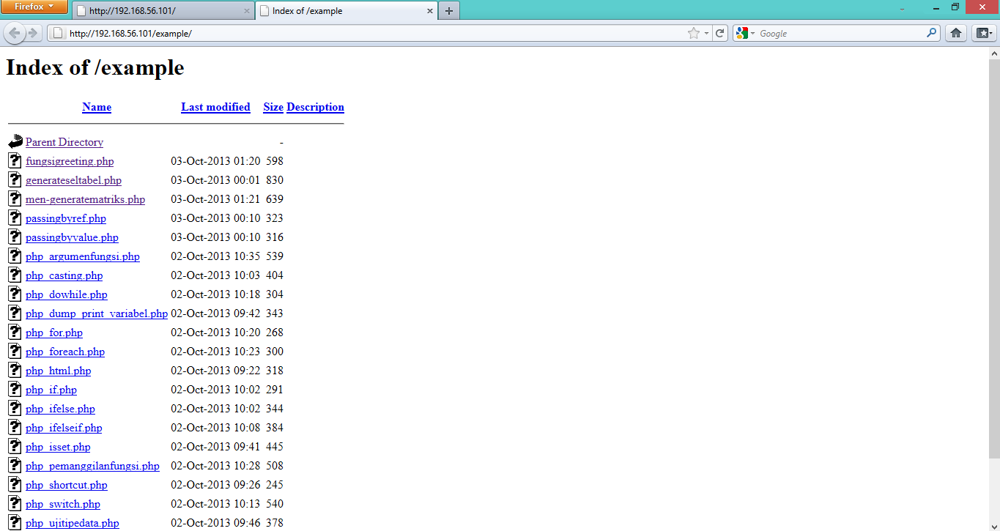 Firefox
http://192.168.56.101/
Index of /example
http://192.168.56.101/example/
Google
Index of /example
Name Last modified Size Description
Parent Directory -
fungsigreeting.php 03-Oct-2013 01:20 598
generateseltabel.php 03-Oct-2013 00:01 830
men-generatematriks.php 03-Oct-2013 01:21 639
passingbyref.php 03-Oct-2013 00:10 323
passingbyvalue.php 03-Oct-2013 00:10 316
php_argumenfungsi.php 02-Oct-2013 10:35 539
php_casting.php 02-Oct-2013 10:03 404
php_dowhile.php 02-Oct-2013 10:18 304
php_dump_print_variabel.php 02-Oct-2013 09:42 343
php_for.php 02-Oct-2013 10:20 268
php_foreach.php 02-Oct-2013 10:23 300
php_html.php 02-Oct-2013 09:22 318
php_if.php 02-Oct-2013 10:02 291
php_ifelse.php 02-Oct-2013 10:02 344
php_ifelseif.php 02-Oct-2013 10:08 384
php_isset.php 02-Oct-2013 09:41 445
php_pemanggilanfungsi.php 02-Oct-2013 10:28 508
php_shortcut.php 02-Oct-2013 09:26 245
php_switch.php 02-Oct-2013 10:13 540
php_ujitipedata.php 02-Oct-2013 09:46 378